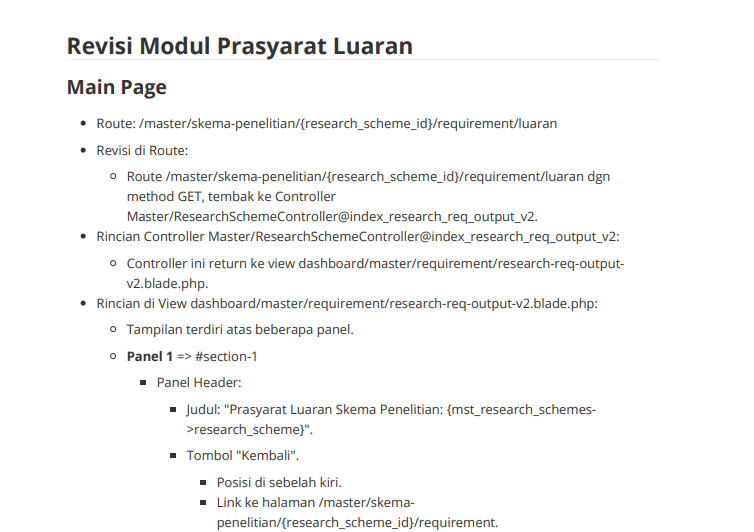 Revisi Modul Prasyarat Luaran
Main Page
• Route: /master/skema-penelitian/{research_scheme_id}/requirement/luaran
• Revisi di Route:
◦ Route /master/skema-penelitian/{research_scheme_id}/requirement/luaran dgn
method GET, tembak ke Controller
Master/ResearchSchemeController@index_research_req_output_v2.
• Rincian Controller Master/ResearchSchemeController@index_research_req_output_v2:
◦ Controller ini return ke view dashboard/master/requirement/research-req-output-
v2.blade.php.
• Rincian di View dashboard/master/requirement/research-req-output-v2.blade.php:
◦ Tampilan terdiri atas beberapa panel.
◦ Panel 1 => #section-1
▪ Panel Header:
▪ Judul: "Prasyarat Luaran Skema Penelitian: {mst_research_schemes-
>research_scheme}".
▪ Tombol "Kembali".
▪ Posisi di sebelah kiri.
▪ Link ke halaman /master/skema-
penelitian/{research_scheme_id}/requirement.